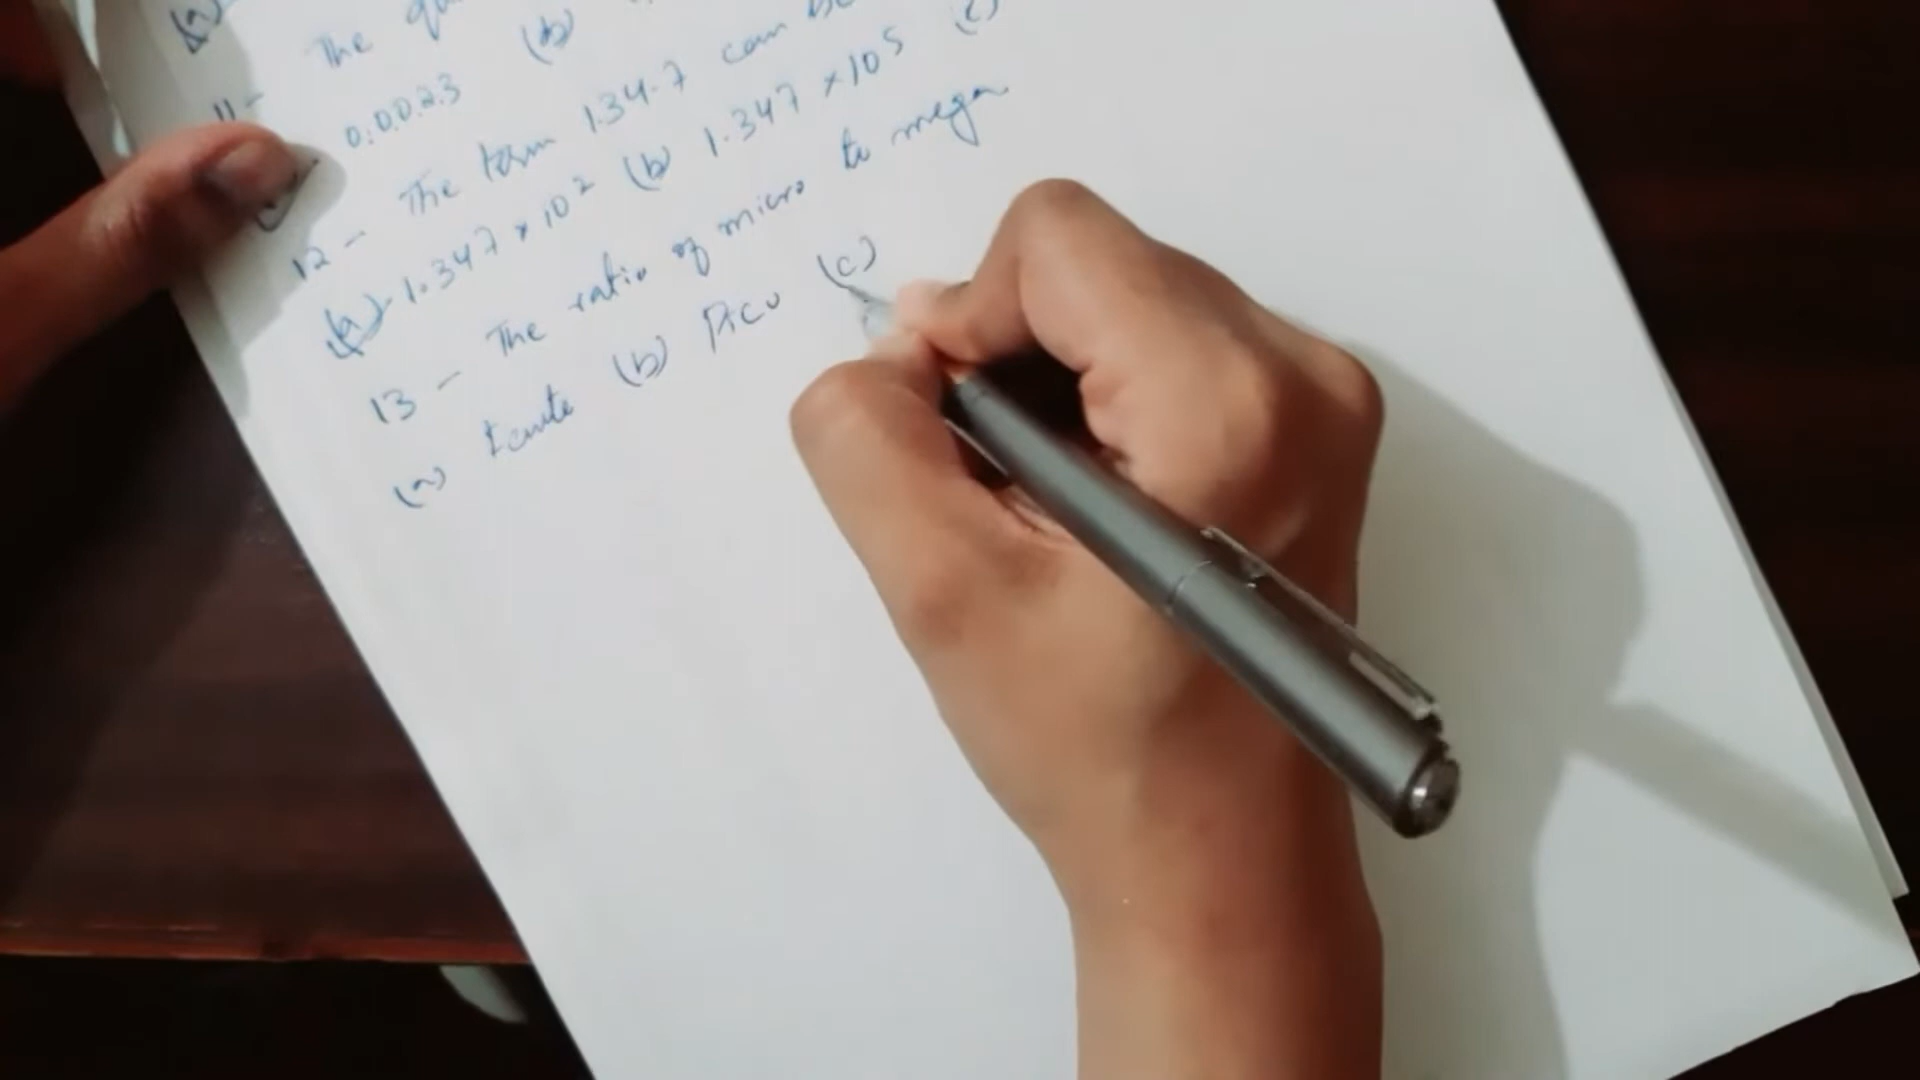 (a)
The (b)
11- 0.0023 (b)
12 - The term 134.7 can be
(a) 1.347 × 10² (b) 1.347 × 10⁵ (c)
13 - The ratio of micro to mega
(a) (b) Pico (c)